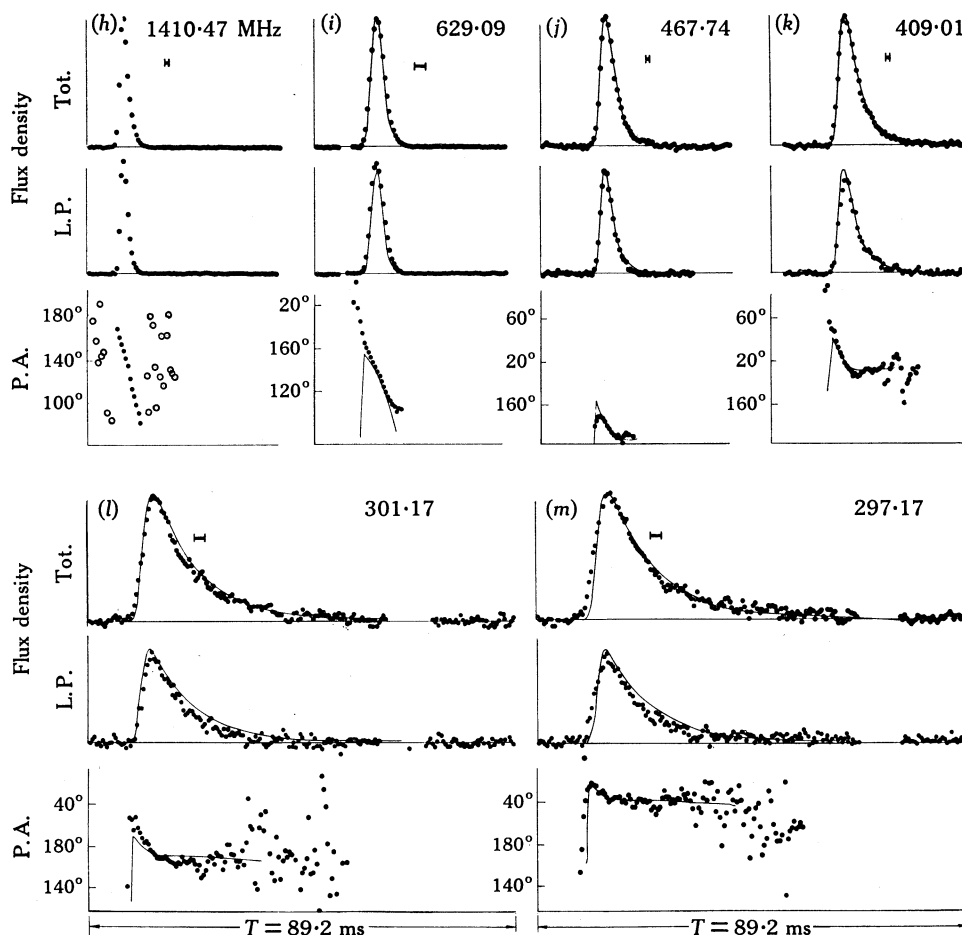 (h) 1410·47 MHz (i) 629·09 (j) 467·74 (k) 409·01
Flux density
Tot.
L.P.
P.A.
180° 20° 60° 60°
140° 160° 20° 20°
100° 120° 160° 160°
(l) 301·17 (m) 297·17
Flux density
Tot.
L.P.
P.A.
40° 40°
180° 180°
140° 140°
T = 89·2 ms T = 89·2 ms